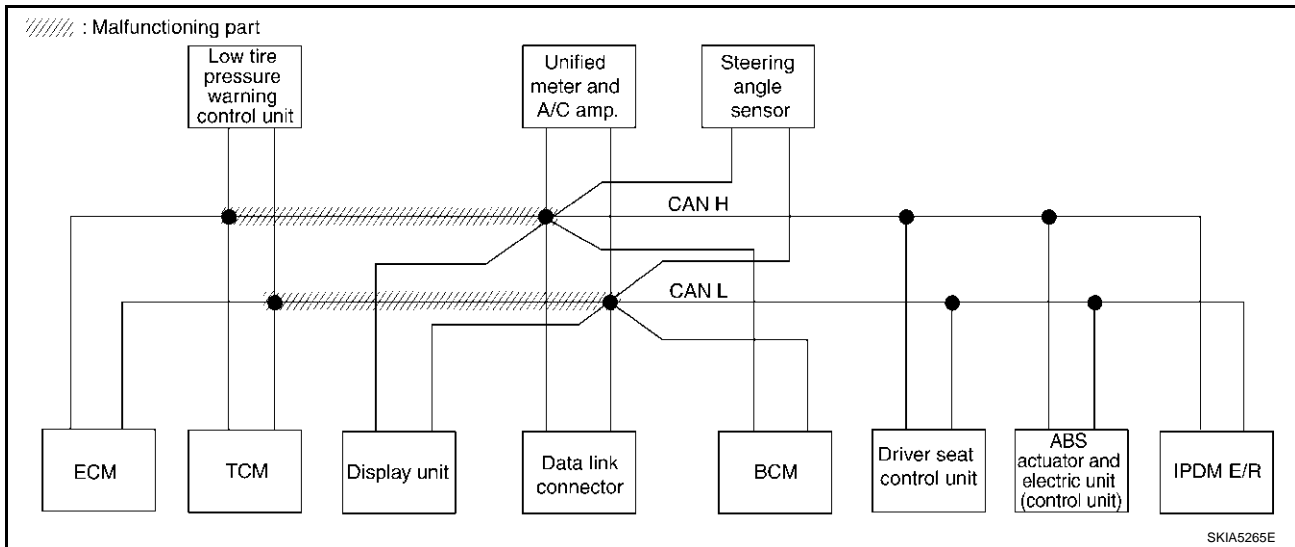 : Malfunctioning part
Low tire
pressure
warning
control unit
Unified
meter and
A/C amp.
Steering
angle
sensor
CAN H
CAN L
ECM
TCM
Display unit
Data link
connector
BCM
Driver seat
control unit
ABS
actuator and
electric unit
(control unit)
IPDM E/R
SKIA5265E